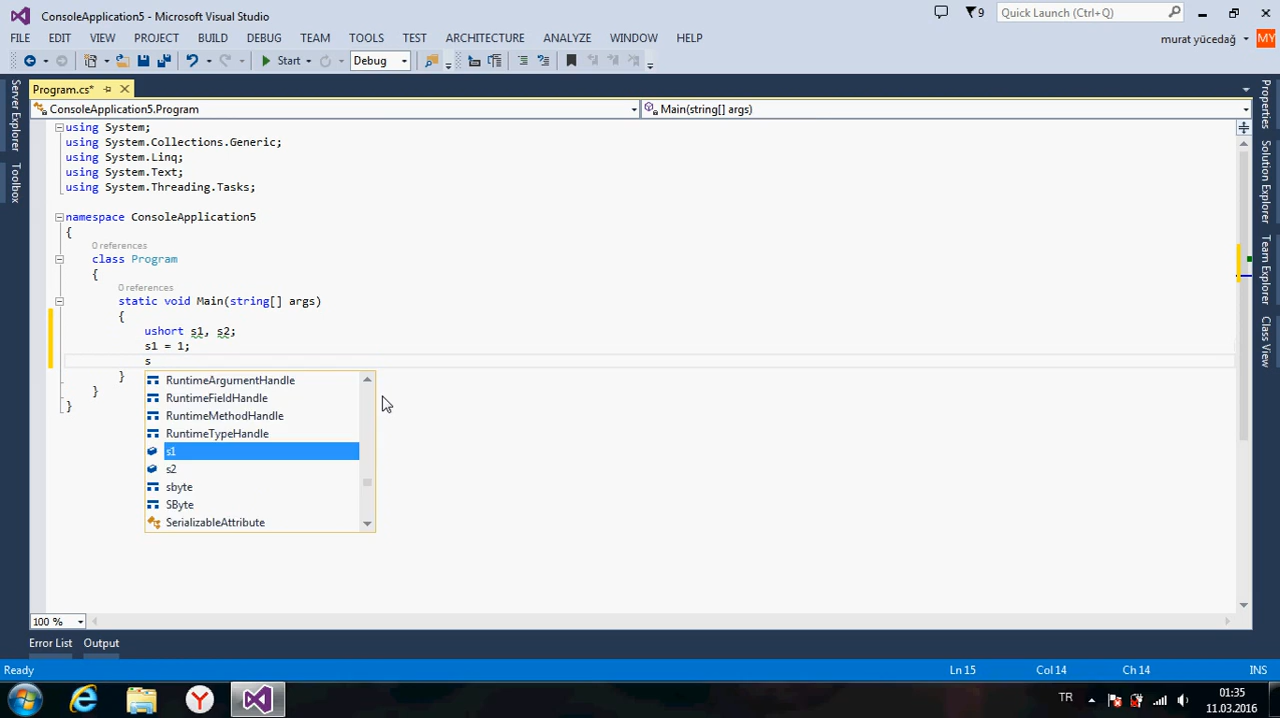 ConsoleApplication5 - Microsoft Visual Studio
9
Quick Launch (Ctrl+Q)
FILE EDIT VIEW PROJECT BUILD DEBUG TEAM TOOLS TEST ARCHITECTURE ANALYZE WINDOW HELP
murat yücedağ MY
Start Debug
Program.cs*
ConsoleApplication5.Program Main(string[] args)
Server Explorer
Toolbox
Properties
Solution Explorer
Team Explorer
Class View
using System;
using System.Collections.Generic;
using System.Linq;
using System.Text;
using System.Threading.Tasks;
namespace ConsoleApplication5
{
0 references
class Program
{
0 references
static void Main(string[] args)
{
ushort s1, s2;
s1 = 1;
s
}
}
}
RuntimeArgumentHandle
RuntimeFieldHandle
RuntimeMethodHandle
RuntimeTypeHandle
s1
s2
sbyte
SByte
SerializableAttribute
100 %
Error List Output
Ready Ln 15 Col 14 Ch 14 INS
TR 01:35
11.03.2016